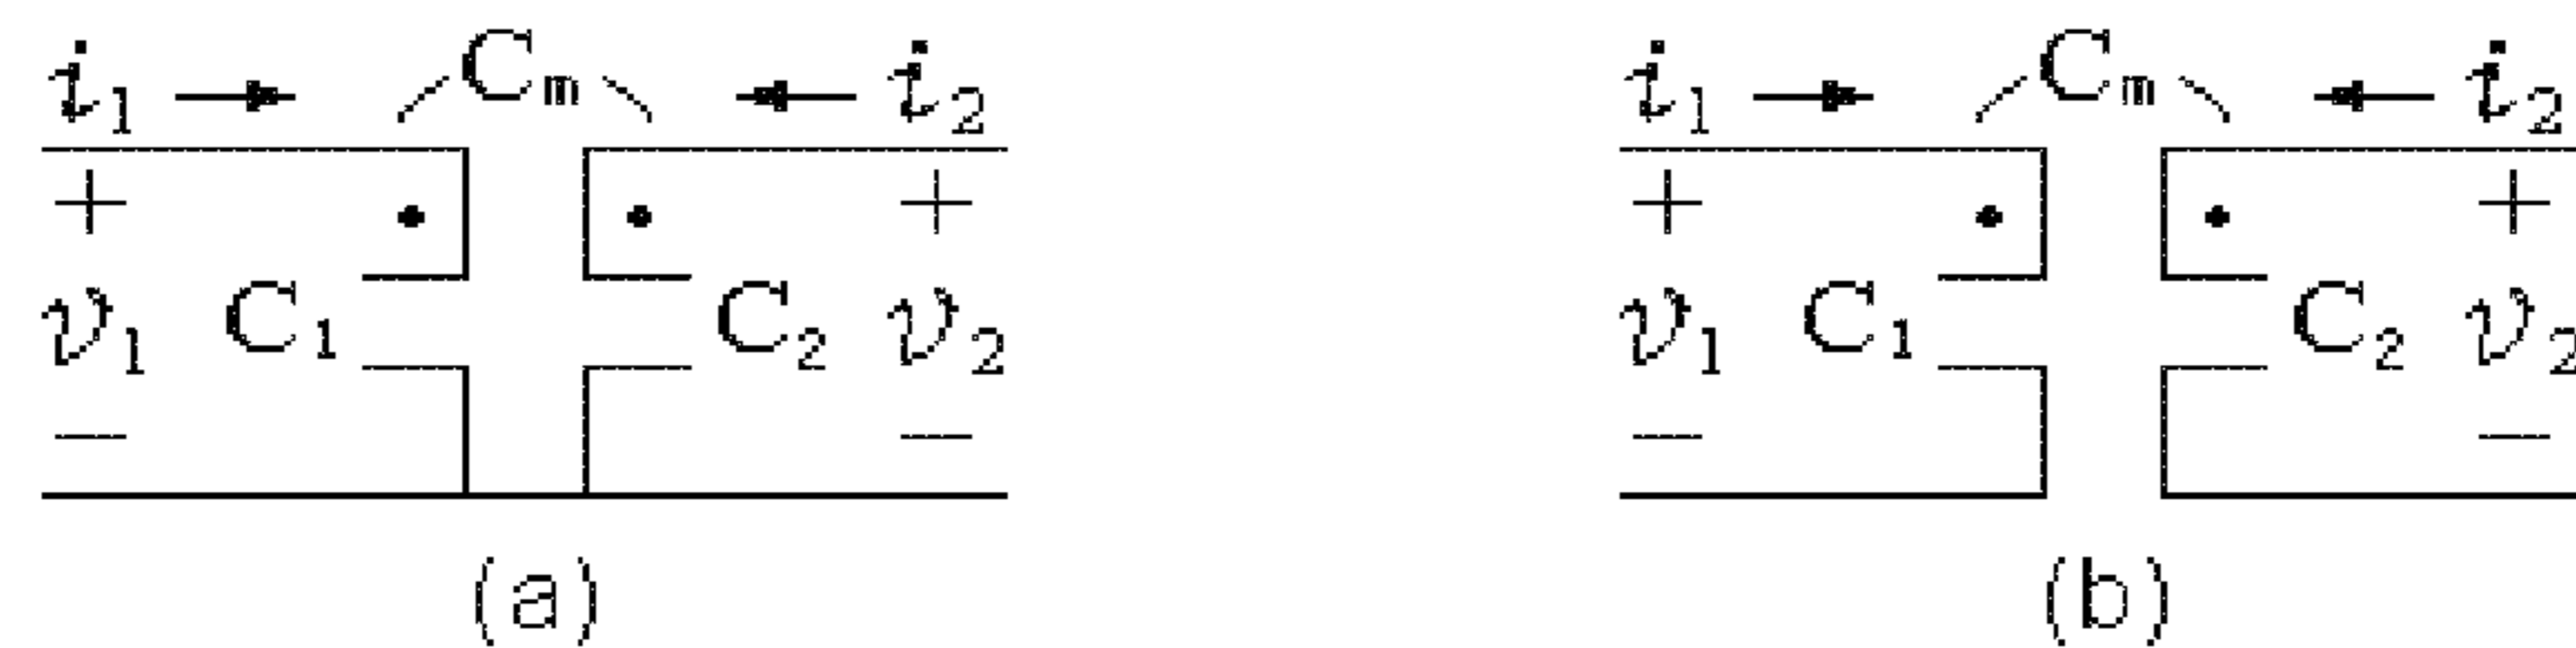 i₁ → Cₘ ← i₂ i₁ → Cₘ ← i₂
+ + + +
v₁ C₁ C₂ v₂ v₁ C₁ C₂ v₂
− − − −
(a) (b)